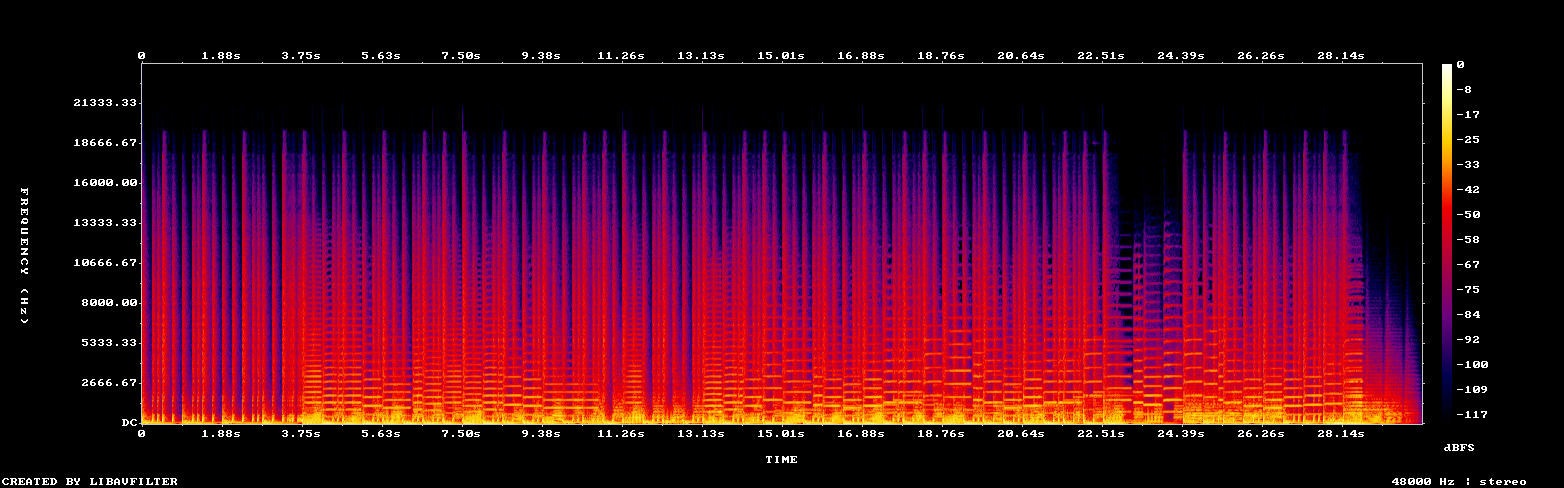 0 1.88s 3.75s 5.63s 7.50s 9.38s 11.26s 13.13s 15.01s 16.88s 18.76s 20.64s 22.51s 24.39s 26.26s 28.14s
0
-8
-17
-25
-33
-42
-50
-58
-67
-75
-84
-92
-100
-109
-117
dBFS
21333.33
18666.67
16000.00
13333.33
10666.67
8000.00
5333.33
2666.67
DC
FREQUENCY (Hz)
0 1.88s 3.75s 5.63s 7.50s 9.38s 11.26s 13.13s 15.01s 16.88s 18.76s 20.64s 22.51s 24.39s 26.26s 28.14s
TIME
CREATED BY LIBAVFILTER
48000 Hz | stereo